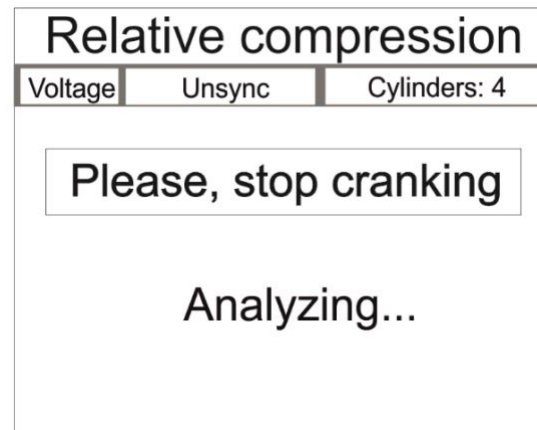 Relative compression
Voltage Unsync Cylinders: 4
Please, stop cranking
Analyzing...